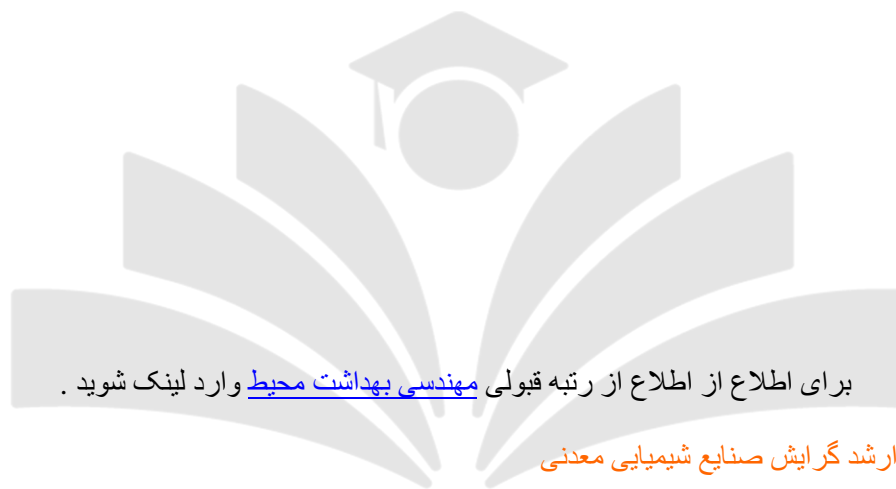 برای اطلاع از اطلاع از رتبه قبولی مهندسی بهداشت محیط وارد لینک شوید .
ارشد گرایش صنایع شیمیایی معدنی